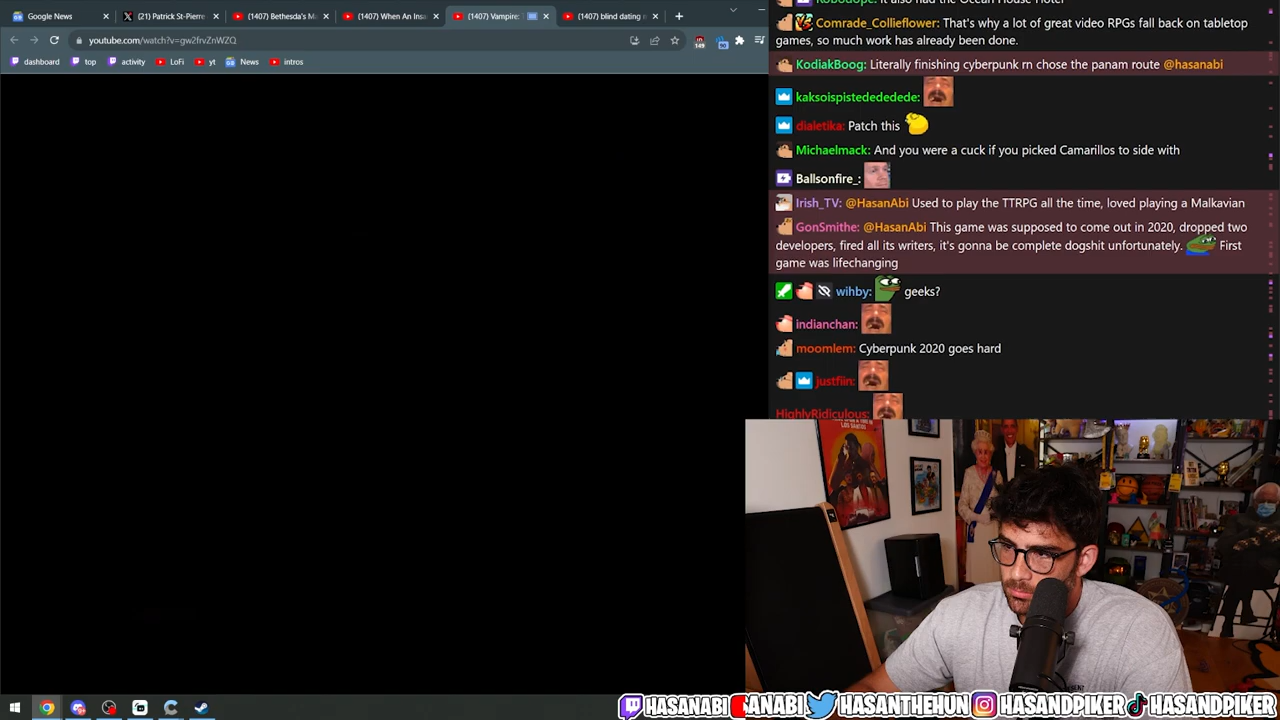 Google News
(21) Patrick St-Pierre
(1407) Bethesda's M
(1407) When An Ins
(1407) Vampire:
(1407) blind dating
youtube.com/watch?v=gw2frvZnWZQ
149
90
dashboard
top
activity
LoFi
yt
News
intros
Comrade_Collieflower: That's why a lot of great video RPGs fall back on tabletop
games, so much work has already been done.
KodiakBoog: Literally finishing cyberpunk rn chose the panam route @hasanabi
kaksoispistedededede:
dialetika: Patch this
Michaelmack: And you were a cuck if you picked Camarillos to side with
Ballsonfire_:
Irish_TV: @HasanAbi Used to play the TTRPG all the time, loved playing a Malkavian
GonSmithe: @HasanAbi This game was supposed to come out in 2020, dropped two
developers, fired all its writers, it's gonna be complete dogshit unfortunately. First
game was lifechanging
wihby: geeks?
indianchan:
moomlem: Cyberpunk 2020 goes hard
justfiin:
HighlyRidiculous:
LOS SANTOS
HASANABI
HASANABI
HASANTHEHUN
HASANDPIKER
HASANDPIKER